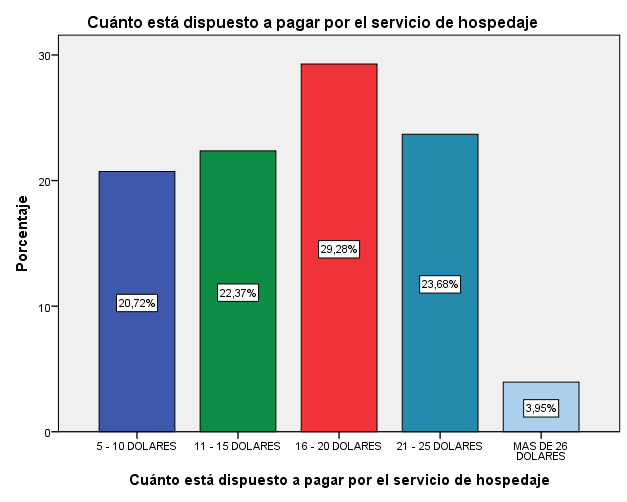 Cuánto está dispuesto a pagar por el servicio de hospedaje
Porcentaje
30
20
10
0
20,72%
22,37%
29,28%
23,68%
3,95%
5 - 10 DOLARES
11 - 15 DOLARES
16 - 20 DOLARES
21 - 25 DOLARES
MAS DE 26
DOLARES
Cuánto está dispuesto a pagar por el servicio de hospedaje